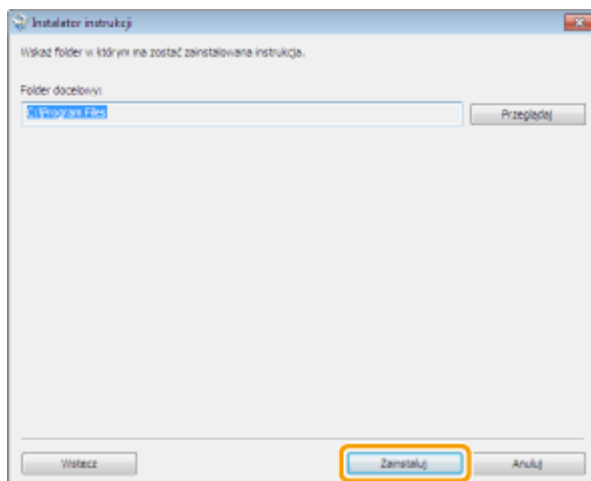 Instalator instrukcji
Wskaż folder w którym ma zostać zainstalowana instrukcja.
Folder docelowy:
C:\Program Files
Przeglądaj
Wstecz
Zainstaluj
Anuluj